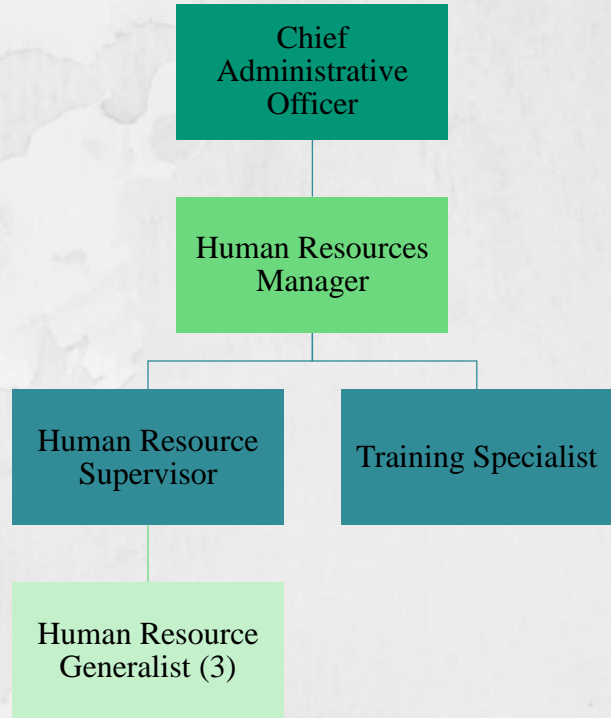 Chief
Administrative
Officer
Human Resources
Manager
Human Resource
Supervisor
Training Specialist
Human Resource
Generalist (3)